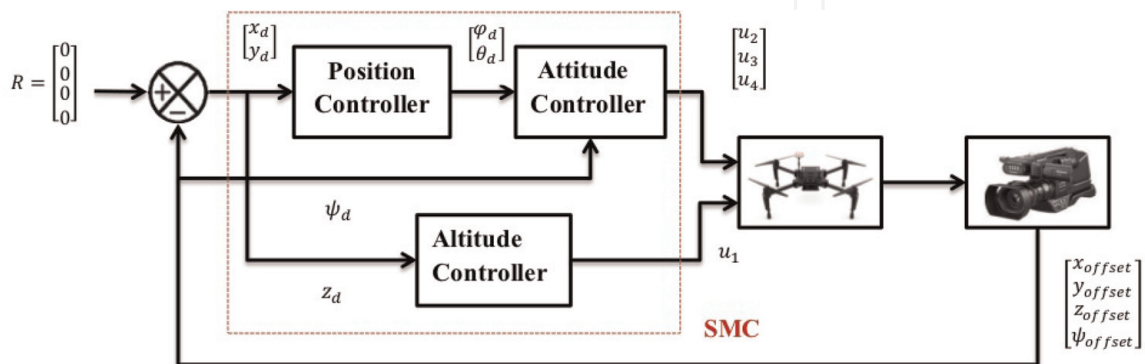 R = [0 0 0 0]
+
−
[x_d y_d]
Position
Controller
[φ_d θ_d]
Attitude
Controller
[u_2 u_3 u_4]
ψ_d
Altitude
Controller
z_d
u_1
SMC
[x_offset
y_offset
z_offset
ψ_offset]